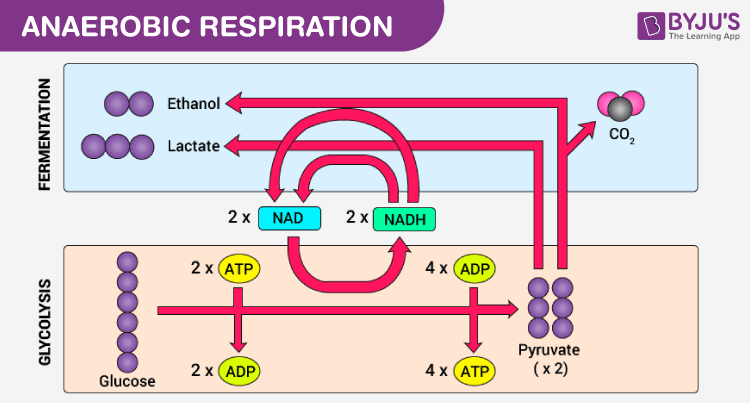 ANAEROBIC RESPIRATION
BYJU'S
The Learning App
FERMENTATION
Ethanol
Lactate
CO2
2 x NAD
2 x NADH
GLYCOLYSIS
2 x ATP
4 x ADP
2 x ADP
4 x ATP
Glucose
Pyruvate
( x 2)